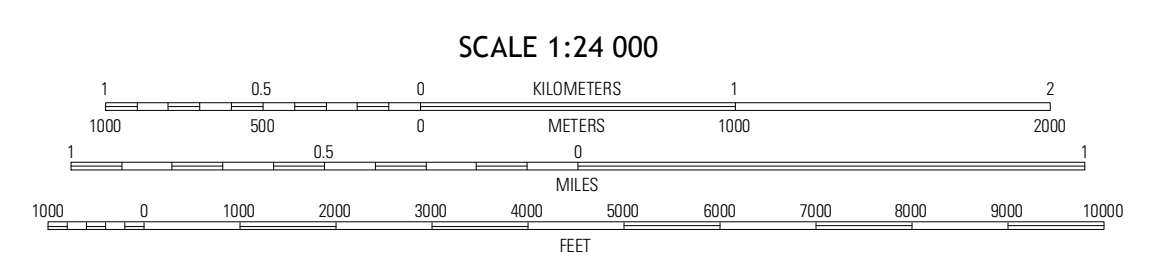 SCALE 1:24 000
1 0.5 0 KILOMETERS 1 2
1000 500 0 METERS 1000 2000
1 0.5 0 1
MILES
1000 0 1000 2000 3000 4000 5000 6000 7000 8000 9000 10000
FEET